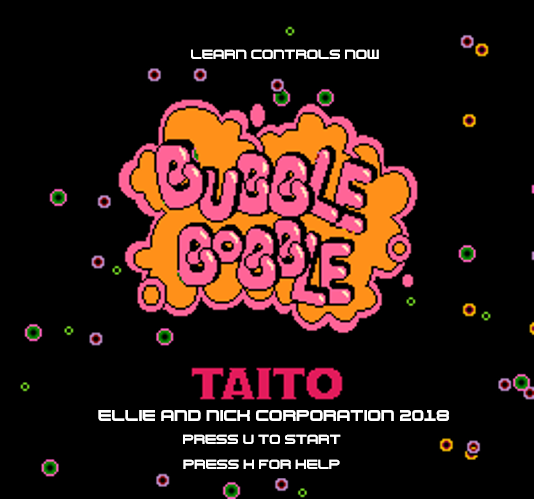 LEARN CONTROLS NOW
BUBBLE
BOBBLE
TAITO
ELLIE AND NICK CORPORATION 2018
PRESS U TO START
PRESS H FOR HELP